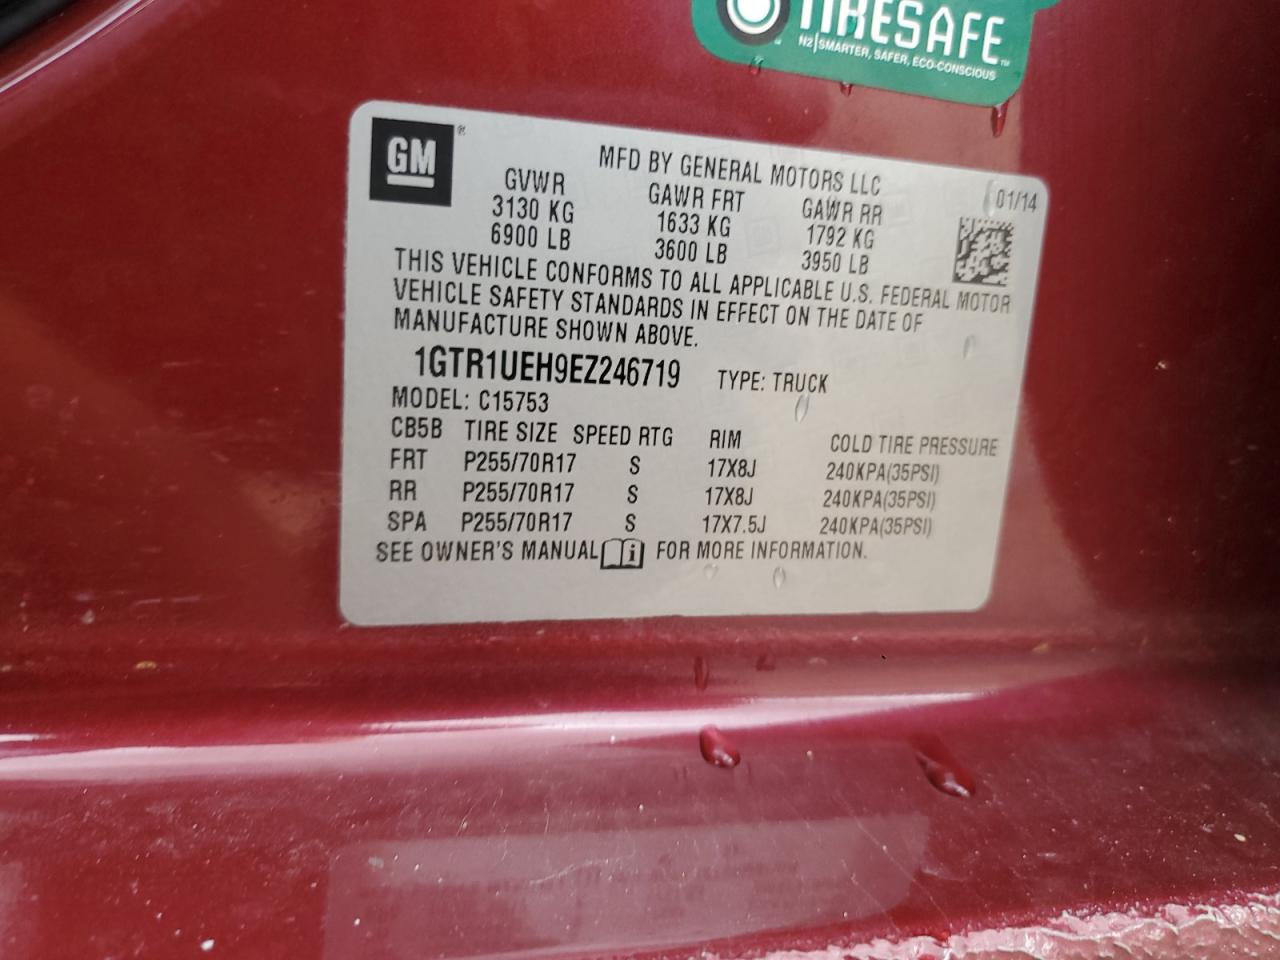 TIRESAFE™
N2|SMARTER, SAFER, ECO-CONSCIOUS
GM®
MFD BY GENERAL MOTORS LLC
01/14
GVWR GAWR FRT GAWR RR
3130 KG 1633 KG 1792 KG
6900 LB 3600 LB 3950 LB
THIS VEHICLE CONFORMS TO ALL APPLICABLE U.S. FEDERAL MOTOR
VEHICLE SAFETY STANDARDS IN EFFECT ON THE DATE OF
MANUFACTURE SHOWN ABOVE.
1GTR1UEH9EZ246719 TYPE: TRUCK
MODEL: C15753
CB5B TIRE SIZE SPEED RTG RIM COLD TIRE PRESSURE
FRT P255/70R17 S 17X8J 240KPA(35PSI)
RR P255/70R17 S 17X8J 240KPA(35PSI)
SPA P255/70R17 S 17X7.5J 240KPA(35PSI)
SEE OWNER'S MANUAL i FOR MORE INFORMATION.